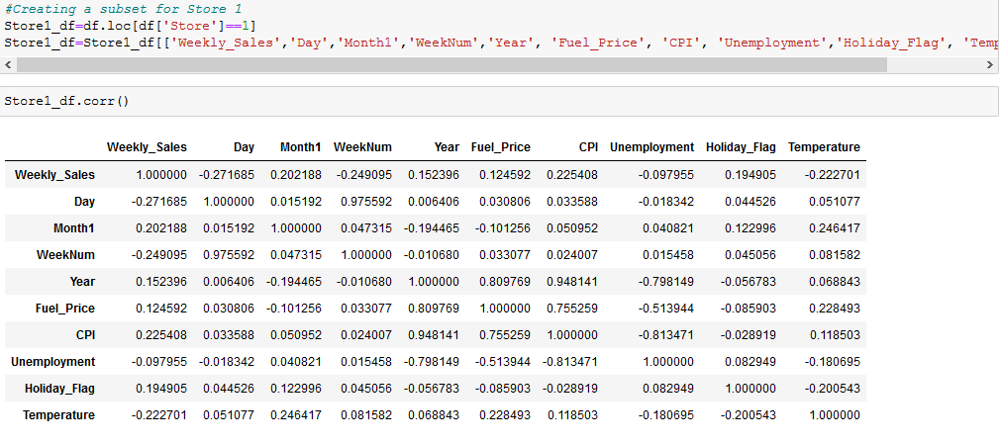 #Creating a subset for Store 1
Store1_df=df.loc[df['Store']==1]
Store1_df=Store1_df[['Weekly_Sales','Day','Month1','WeekNum','Year', 'Fuel_Price', 'CPI', 'Unemployment','Holiday_Flag', 'Temp
Store1_df.corr()
Weekly_Sales Day Month1 WeekNum Year Fuel_Price CPI Unemployment Holiday_Flag Temperature
Weekly_Sales 1.000000 -0.271685 0.202188 -0.249095 0.152396 0.124592 0.225408 -0.097955 0.194905 -0.222701
Day -0.271685 1.000000 0.015192 0.975592 0.006406 0.030806 0.033588 -0.018342 0.044526 0.051077
Month1 0.202188 0.015192 1.000000 0.047315 -0.194465 -0.101256 0.050952 0.040821 0.122996 0.246417
WeekNum -0.249095 0.975592 0.047315 1.000000 -0.010680 0.033077 0.024007 0.015458 0.045056 0.081582
Year 0.152396 0.006406 -0.194465 -0.010680 1.000000 0.809769 0.948141 -0.798149 -0.056783 0.068843
Fuel_Price 0.124592 0.030806 -0.101256 0.033077 0.809769 1.000000 0.755259 -0.513944 -0.085903 0.228493
CPI 0.225408 0.033588 0.050952 0.024007 0.948141 0.755259 1.000000 -0.813471 -0.028919 0.118503
Unemployment -0.097955 -0.018342 0.040821 0.015458 -0.798149 -0.513944 -0.813471 1.000000 0.082949 -0.180695
Holiday_Flag 0.194905 0.044526 0.122996 0.045056 -0.056783 -0.085903 -0.028919 0.082949 1.000000 -0.200543
Temperature -0.222701 0.051077 0.246417 0.081582 0.068843 0.228493 0.118503 -0.180695 -0.200543 1.000000